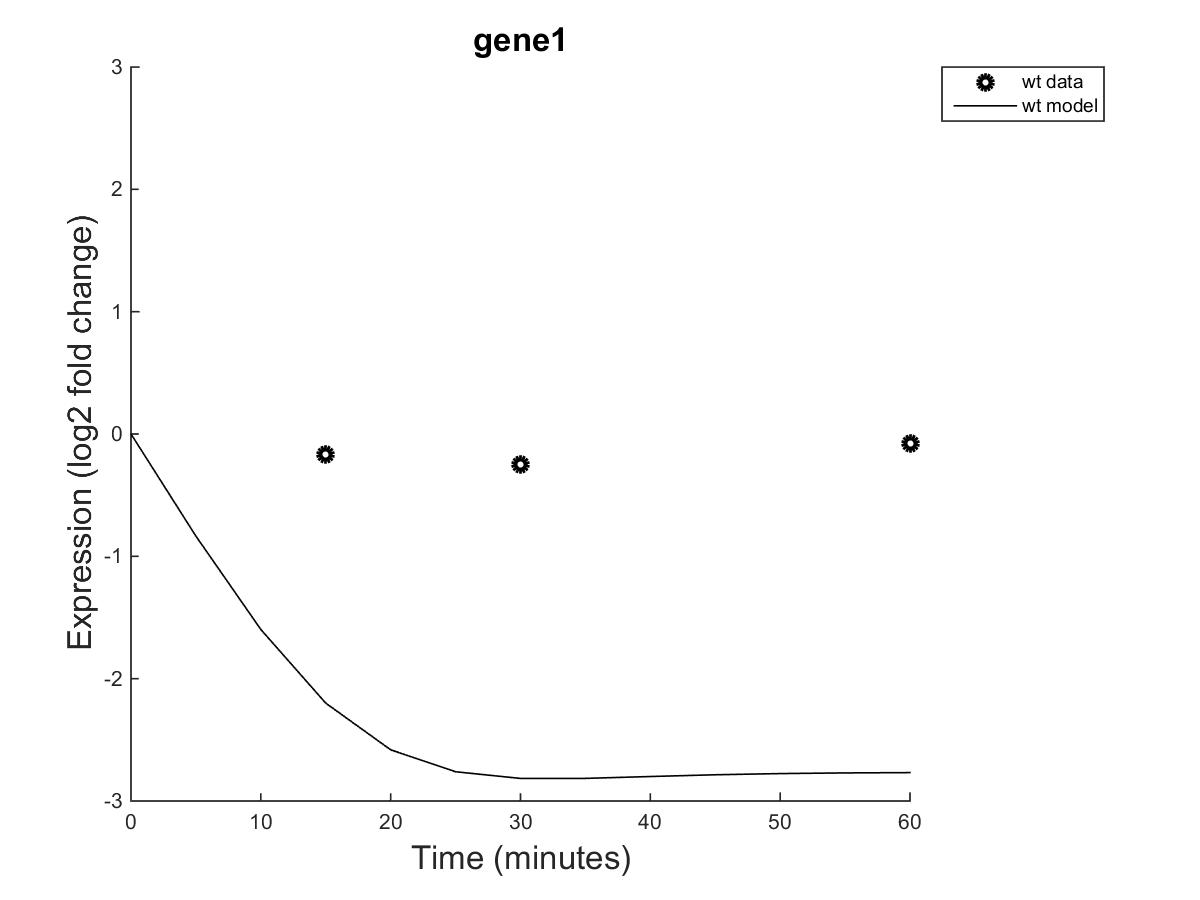 gene1
wt data
wt model
Expression (log2 fold change)
3
2
1
0
-1
-2
-3
0 10 20 30 40 50 60
Time (minutes)